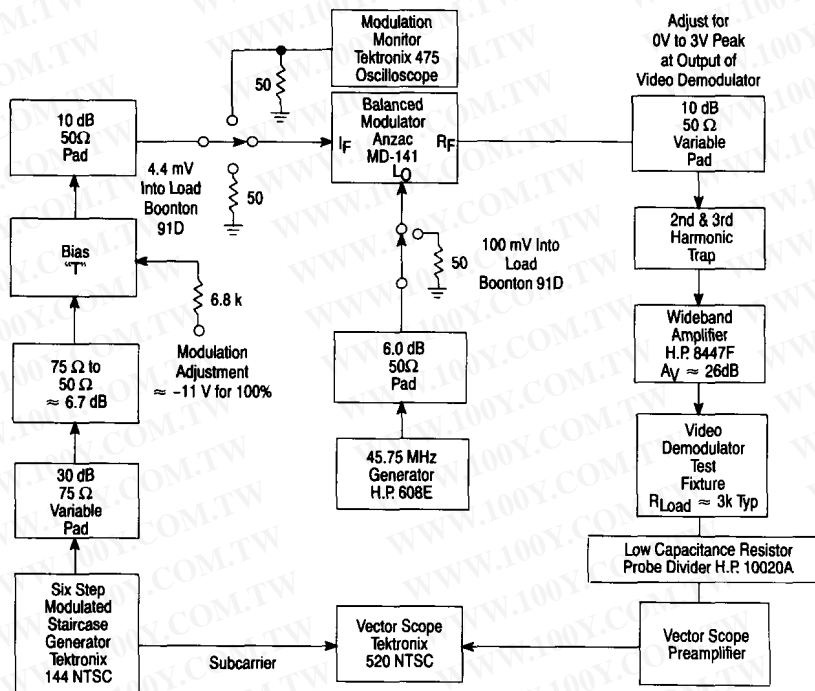 Modulation
Monitor
Tektronix 475
Oscilloscope
50
Adjust for
0V to 3V Peak
at Output of
Video Demodulator
10 dB
50Ω
Pad
4.4 mV
Into Load
Boonton
91D
50
Balanced
Modulator
Anzac
MD-141
IF
RF
LO
10 dB
50 Ω
Variable
Pad
Bias
"T"
6.8 k
Modulation
Adjustment
≈ –11 V for 100%
50
100 mV Into
Load
Boonton 91D
2nd & 3rd
Harmonic
Trap
75 Ω to
50 Ω
≈ 6.7 dB
6.0 dB
50Ω
Pad
Wideband
Amplifier
H.P. 8447F
AV ≈ 26dB
30 dB
75 Ω
Variable
Pad
45.75 MHz
Generator
H.P. 608E
Video
Demodulator
Test
Fixture
RLoad ≈ 3k Typ
Low Capacitance Resistor
Probe Divider H.P. 10020A
Six Step
Modulated
Staircase
Generator
Tektronix
144 NTSC
Subcarrier
Vector Scope
Tektronix
520 NTSC
Vector Scope
Preamplifier
WWW.100Y.COM.TW